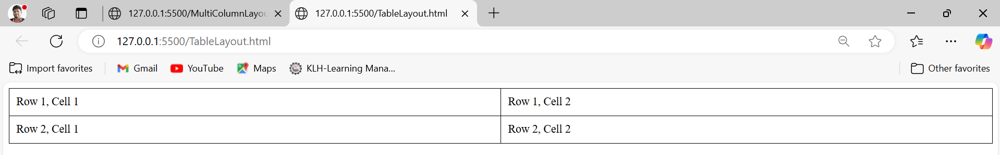 127.0.0.1:5500/MultiColumnLayou 127.0.0.1:5500/TableLayout.html
127.0.0.1:5500/TableLayout.html
Import favorites Gmail YouTube Maps KLH-Learning Mana... Other favorites
Row 1, Cell 1 Row 1, Cell 2
Row 2, Cell 1 Row 2, Cell 2